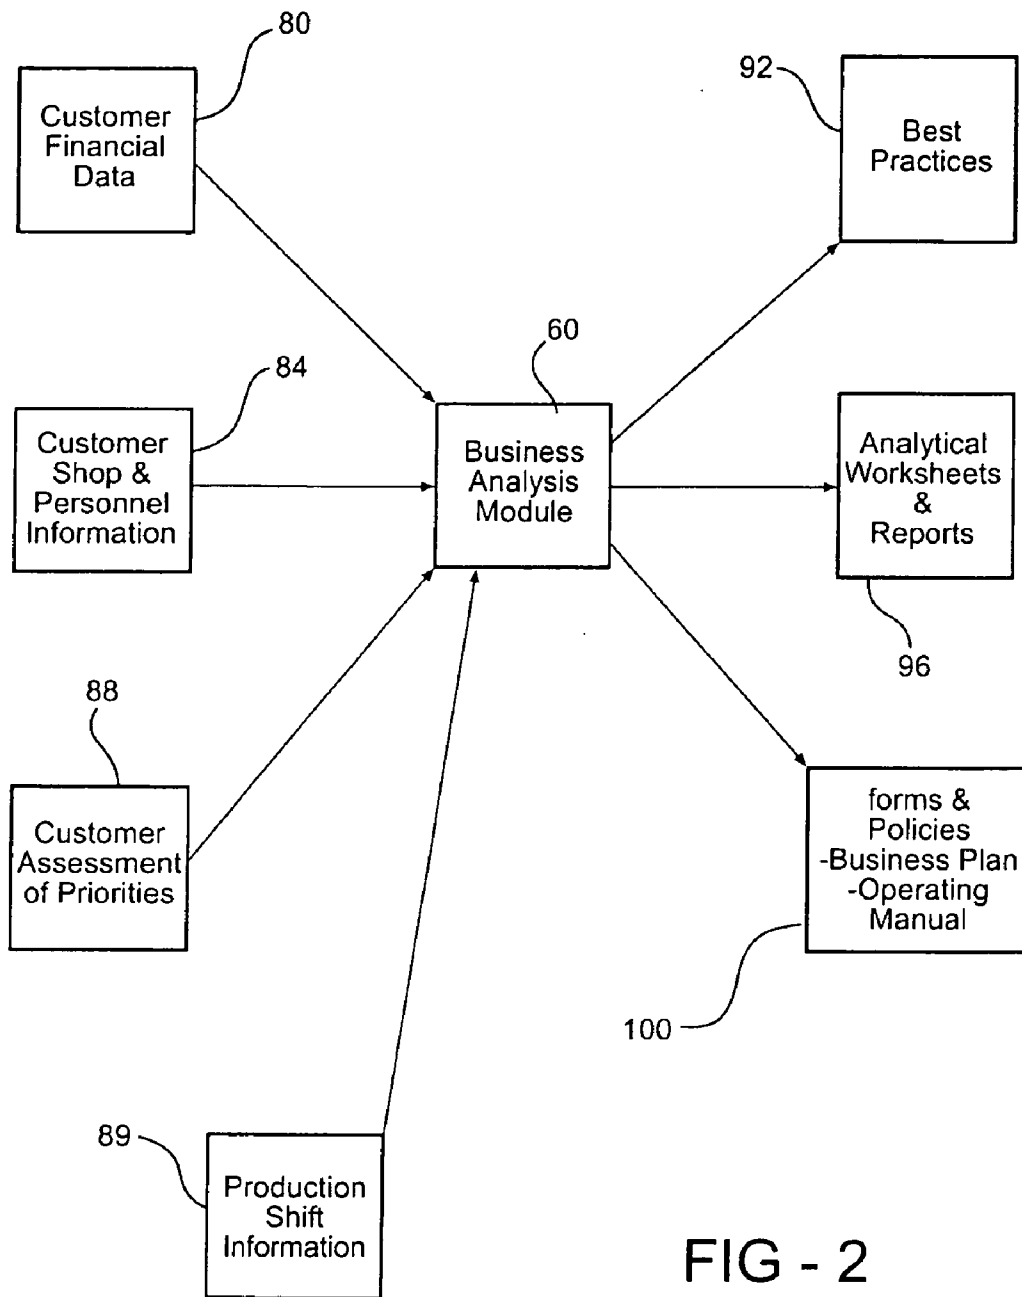 80
Customer
Financial
Data
92
Best
Practices
84
Customer
Shop &
Personnel
Information
60
Business
Analysis
Module
Analytical
Worksheets
&
Reports
96
88
Customer
Assessment
of Priorities
forms &
Policies
-Business Plan
-Operating
Manual
100
89
Production
Shift
Information
FIG - 2